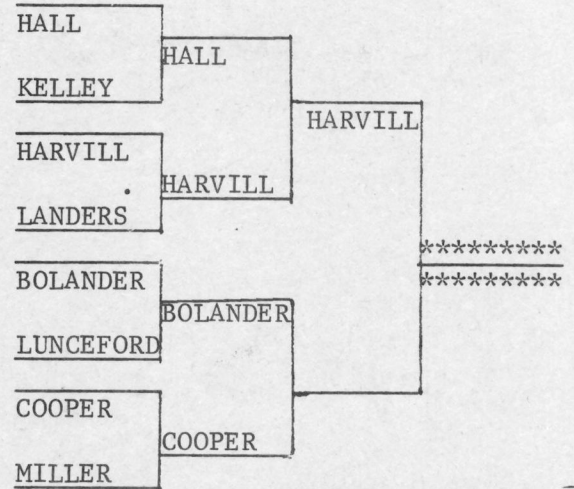 HALL
HALL
KELLEY
HARVILL
HARVILL
HARVILL
LANDERS
*********
BOLANDER
*********
BOLANDER
LUNCEFORD
COOPER
COOPER
MILLER